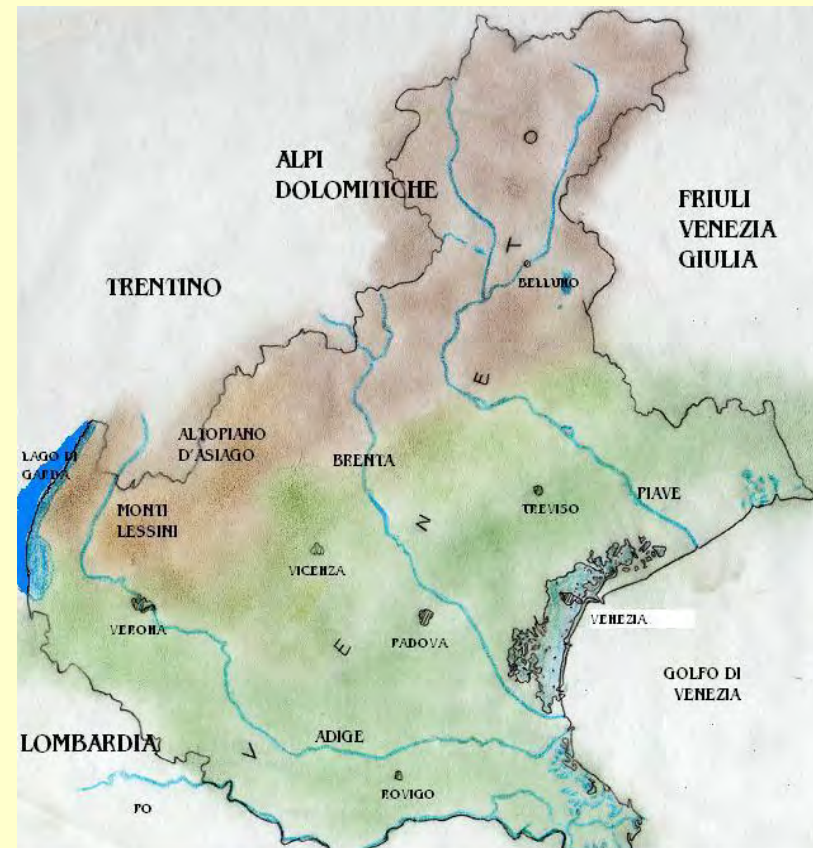 ALPI
DOLOMITICHE
FRIULI
VENEZIA
GIULIA
BELLUNO
TRENTINO
ALTOPIANO
D'ASIAGO
LAGO DI
GARDA
BRENTA
PIAVE
TREVISO
MONTI
LESSINI
VICENZA
VENEZIA
VERONA
PADOVA
GOLFO DI
VENEZIA
LOMBARDIA
ADIGE
ROVIGO
PO
V E N E T O